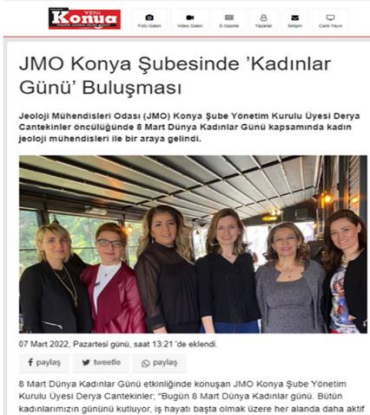 YENİ
Konya
Foto Galeri Video Galeri E-Gazete Yazarlar İletişim Canlı Yayın
JMO Konya Şubesinde 'Kadınlar
Günü' Buluşması
Jeoloji Mühendisleri Odası (JMO) Konya Şube Yönetim Kurulu Üyesi Derya
Cantekinler öncülüğünde 8 Mart Dünya Kadınlar Günü kapsamında kadın
jeoloji mühendisleri ile bir araya gelindi.
07 Mart 2022, Pazartesi günü, saat 13:21 'de eklendi.
paylaş tweetle paylaş
8 Mart Dünya Kadınlar Günü etkinliğinde konuşan JMO Konya Şube Yönetim
Kurulu Üyesi Derya Cantekinler; "Bugün 8 Mart Dünya Kadınlar günü. Bütün
kadınlarımızın gününü kutluyor, iş hayatı başta olmak üzere her alanda daha aktif